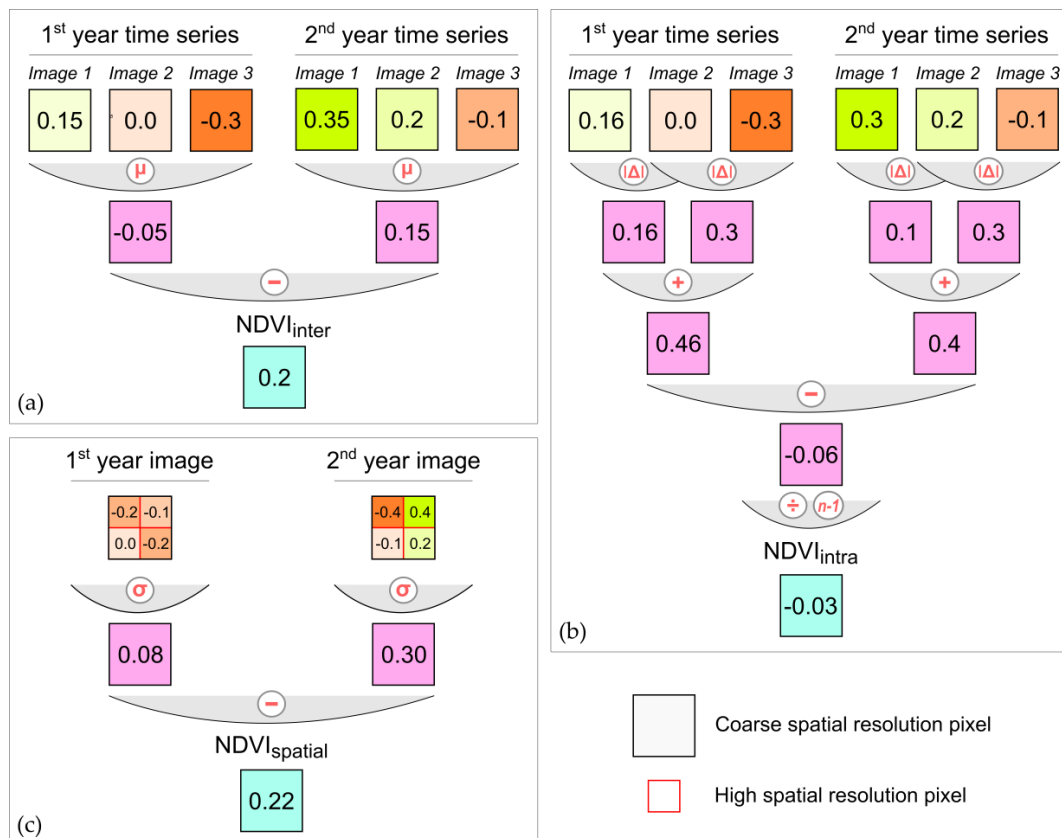 1st year time series
2nd year time series
Image 1 Image 2 Image 3
Image 1 Image 2 Image 3
0.15 0.0 -0.3
0.35 0.2 -0.1
μ
μ
-0.05
0.15
−
NDVIinter
0.2
(a)
1st year time series
2nd year time series
Image 1 Image 2 Image 3
Image 1 Image 2 Image 3
0.16 0.0 -0.3
0.3 0.2 -0.1
|Δ| |Δ|
|Δ| |Δ|
0.16 0.3
0.1 0.3
+
+
0.46
0.4
−
-0.06
÷ n-1
NDVIintra
-0.03
(b)
1st year image
2nd year image
-0.2 -0.1
0.0 -0.2
-0.4 0.4
-0.1 0.2
σ
σ
0.08
0.30
−
NDVIspatial
0.22
(c)
Coarse spatial resolution pixel
High spatial resolution pixel